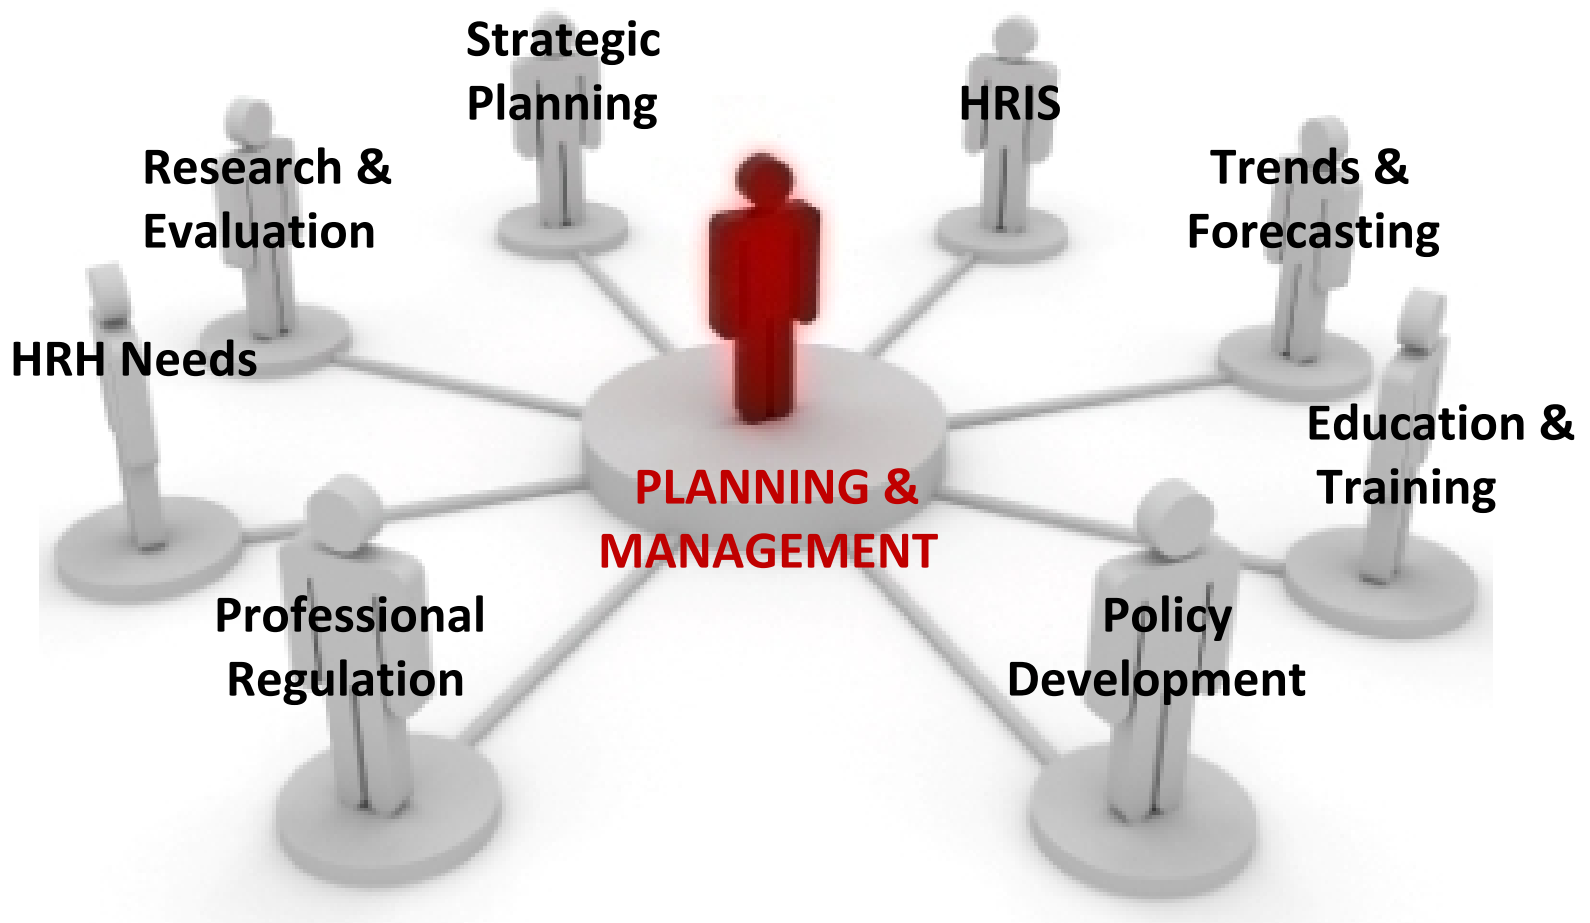 Strategic
Planning
HRIS
Research &
Evaluation
Trends &
Forecasting
HRH Needs
Education &
Training
PLANNING &
MANAGEMENT
Professional
Regulation
Policy
Development